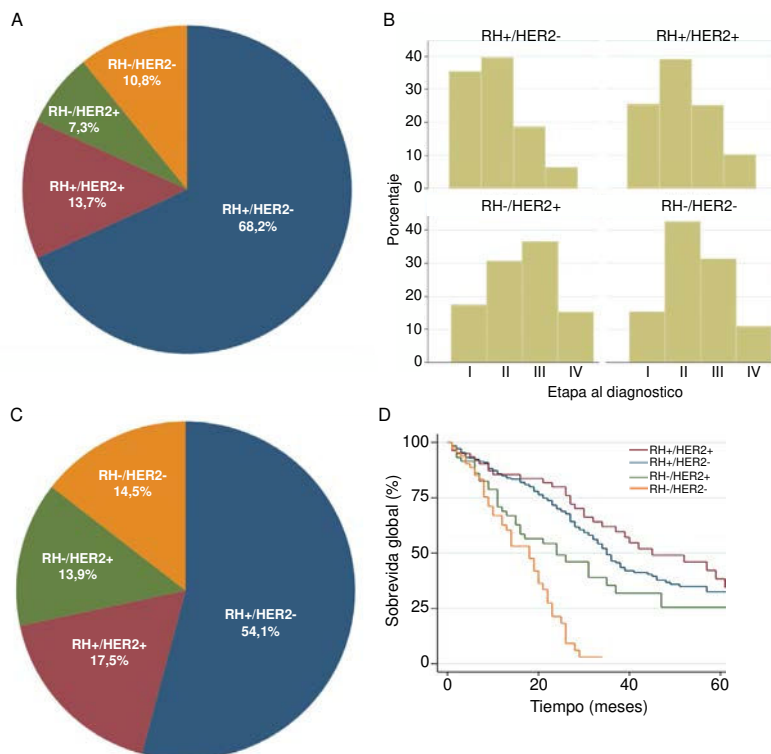 A
RH-/HER2-
10,8%
RH-/HER2+
7,3%
RH+/HER2+
13,7%
RH+/HER2-
68,2%
B
RH+/HER2-
RH+/HER2+
40
30
20
10
0
RH-/HER2+
RH-/HER2-
40
30
20
10
0
Porcentaje
I II III IV
I II III IV
Etapa al diagnostico
C
RH-/HER2-
14,5%
RH-/HER2+
13,9%
RH+/HER2+
17,5%
RH+/HER2-
54,1%
D
100
75
50
25
0
Sobrevida global (%)
RH+/HER2+
RH+/HER2-
RH-/HER2+
RH-/HER2-
0 20 40 60
Tiempo (meses)